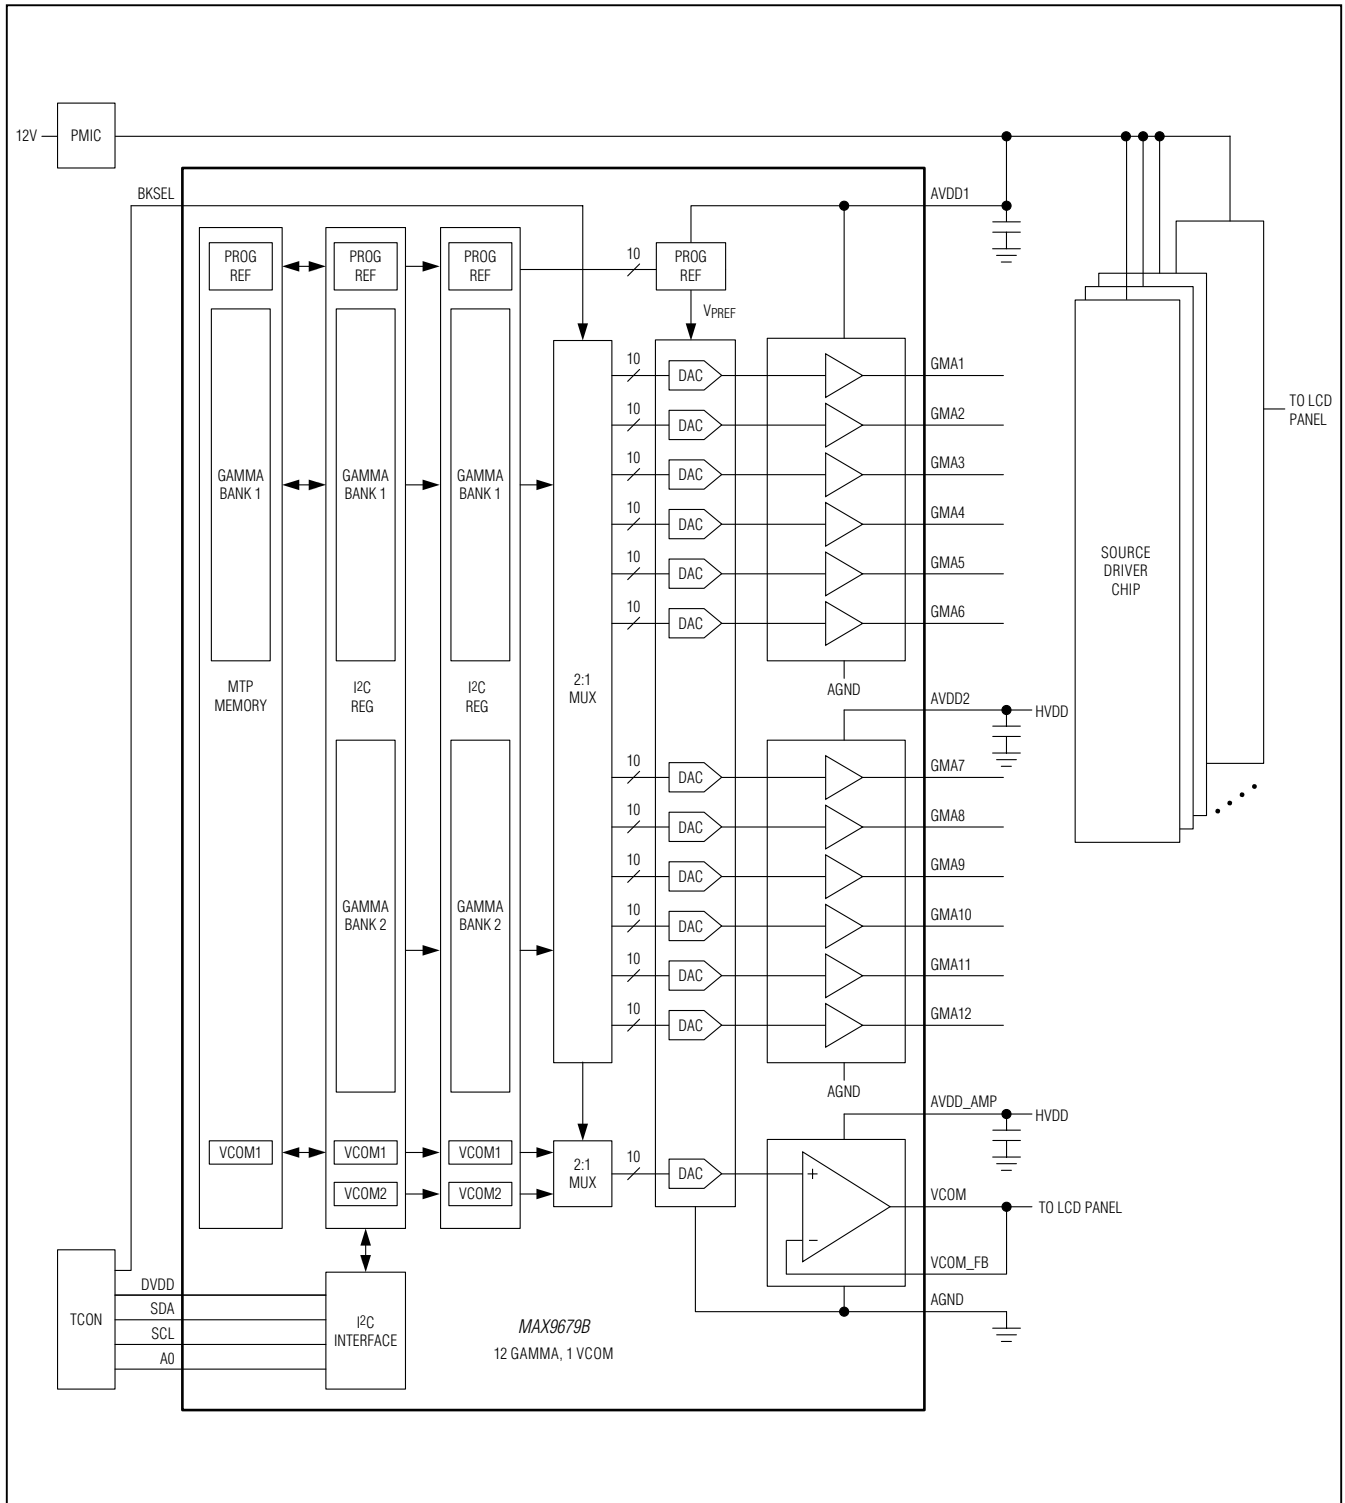 12V
PMIC
BKSEL
AVDD1
PROG
REF
PROG
REF
PROG
REF
10
PROG
REF
VPREF
GAMMA
BANK 1
GAMMA
BANK 1
GAMMA
BANK 1
MTP
MEMORY
I2C
REG
I2C
REG
GAMMA
BANK 2
GAMMA
BANK 2
VCOM1
VCOM1
VCOM1
VCOM2
VCOM2
2:1
MUX
2:1
MUX
10
DAC
GMA1
10
DAC
GMA2
10
DAC
GMA3
10
DAC
GMA4
10
DAC
GMA5
10
DAC
GMA6
AGND
AVDD2
HVDD
10
DAC
GMA7
10
DAC
GMA8
10
DAC
GMA9
10
DAC
GMA10
10
DAC
GMA11
10
DAC
GMA12
AGND
AVDD_AMP
HVDD
10
DAC
+
−
VCOM
TO LCD PANEL
VCOM_FB
AGND
SOURCE
DRIVER
CHIP
TO LCD
PANEL
TCON
DVDD
SDA
SCL
A0
I2C
INTERFACE
MAX9679B
12 GAMMA, 1 VCOM